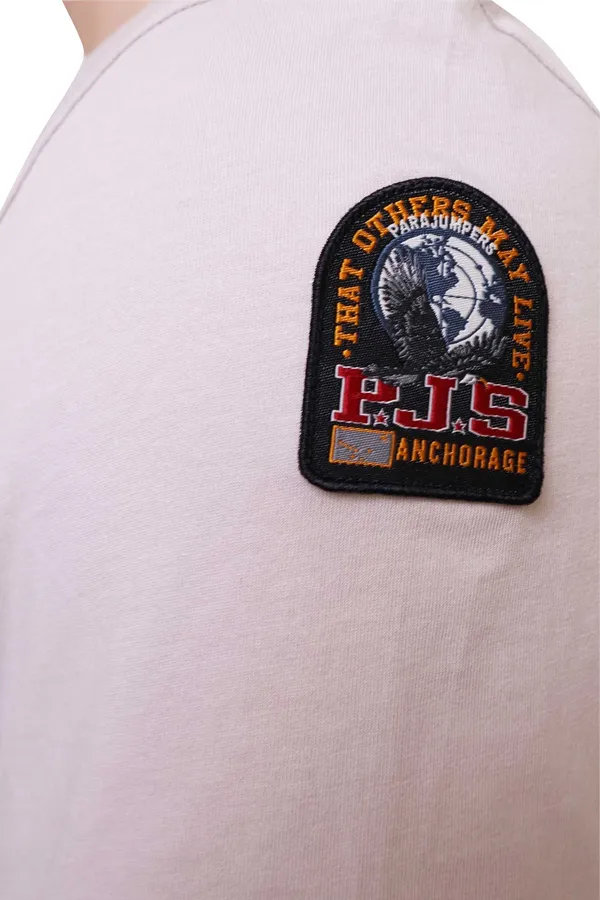 ·THAT OTHERS MAY LIVE·
PARAJUMPERS
P.J.S
ANCHORAGE